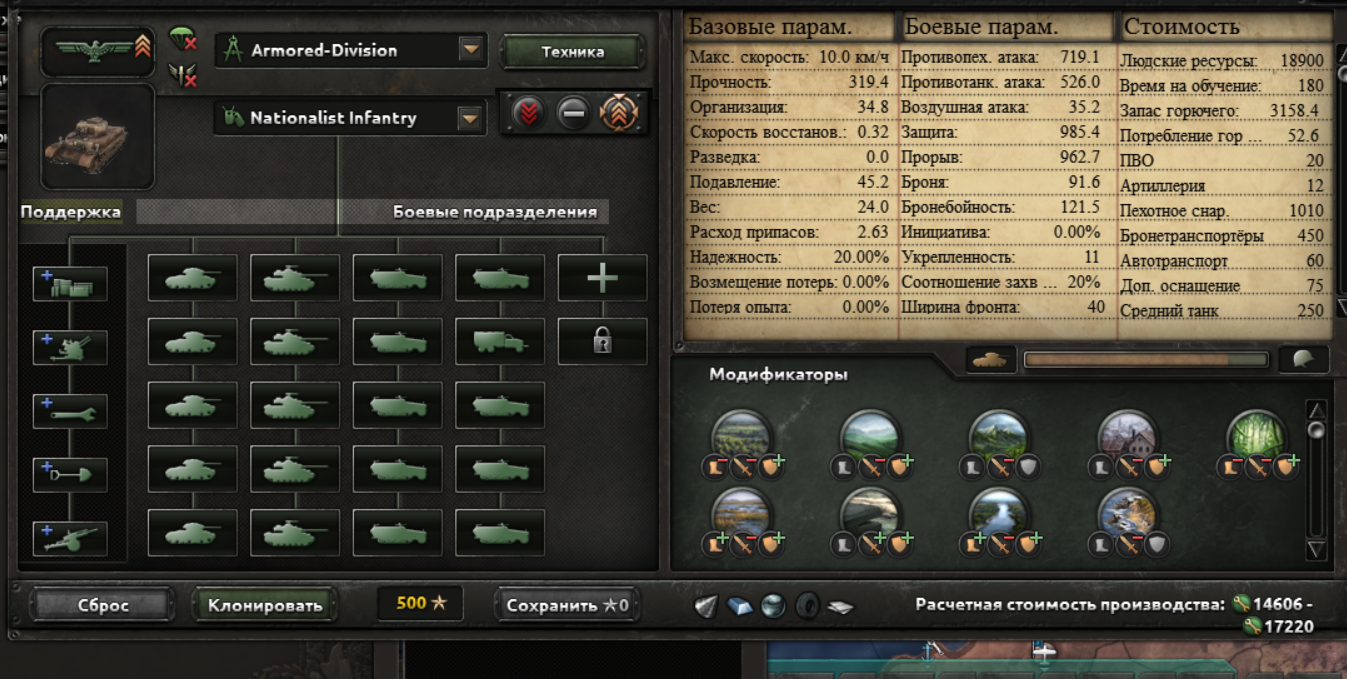 Armored-Division
Техника
Nationalist Infantry
Поддержка
Боевые подразделения
Сброс
Клонировать
500
Сохранить 0
Базовые парам.
Макс. скорость: 10.0 км/ч
Прочность: 319.4
Организация: 34.8
Скорость восстанов.: 0.32
Разведка: 0.0
Подавление: 45.2
Вес: 24.0
Расход припасов: 2.63
Надежность: 20.00%
Возмещение потерь: 0.00%
Потеря опыта: 0.00%
Боевые парам.
Противопех. атака: 719.1
Противотанк. атака: 526.0
Воздушная атака: 35.2
Защита: 985.4
Прорыв: 962.7
Броня: 91.6
Бронебойность: 121.5
Инициатива: 0.00%
Укрепленность: 11
Соотношение захв ... 20%
Ширина фронта: 40
Стоимость
Людские ресурсы: 18900
Время на обучение: 180
Запас горючего: 3158.4
Потребление гор ... 52.6
ПВО 20
Артиллерия 12
Пехотное снар. 1010
Бронетранспортёры 450
Автотранспорт 60
Доп. оснащение 75
Средний танк 250
Модификаторы
Расчетная стоимость производства: 14606 -
17220